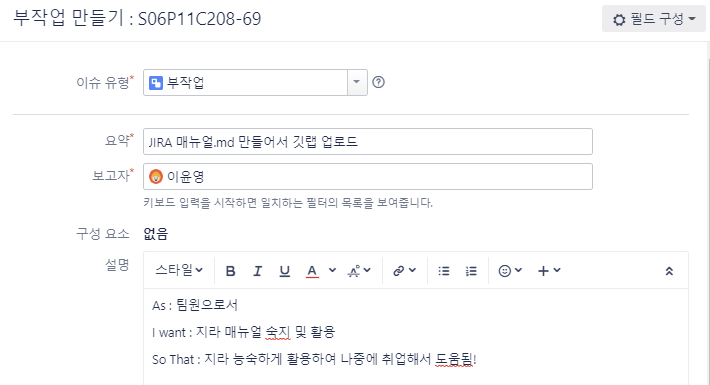 부작업 만들기 : S06P11C208-69
필드 구성
이슈 유형* 부작업
요약* JIRA 매뉴얼.md 만들어서 깃랩 업로드
보고자* 이윤영
키보드 입력을 시작하면 일치하는 필터의 목록을 보여줍니다.
구성 요소 없음
설명 스타일 B I U A
As : 팀원으로서
I want : 지라 매뉴얼 숙지 및 활용
So That : 지라 능숙하게 활용하여 나중에 취업해서 도움됨!